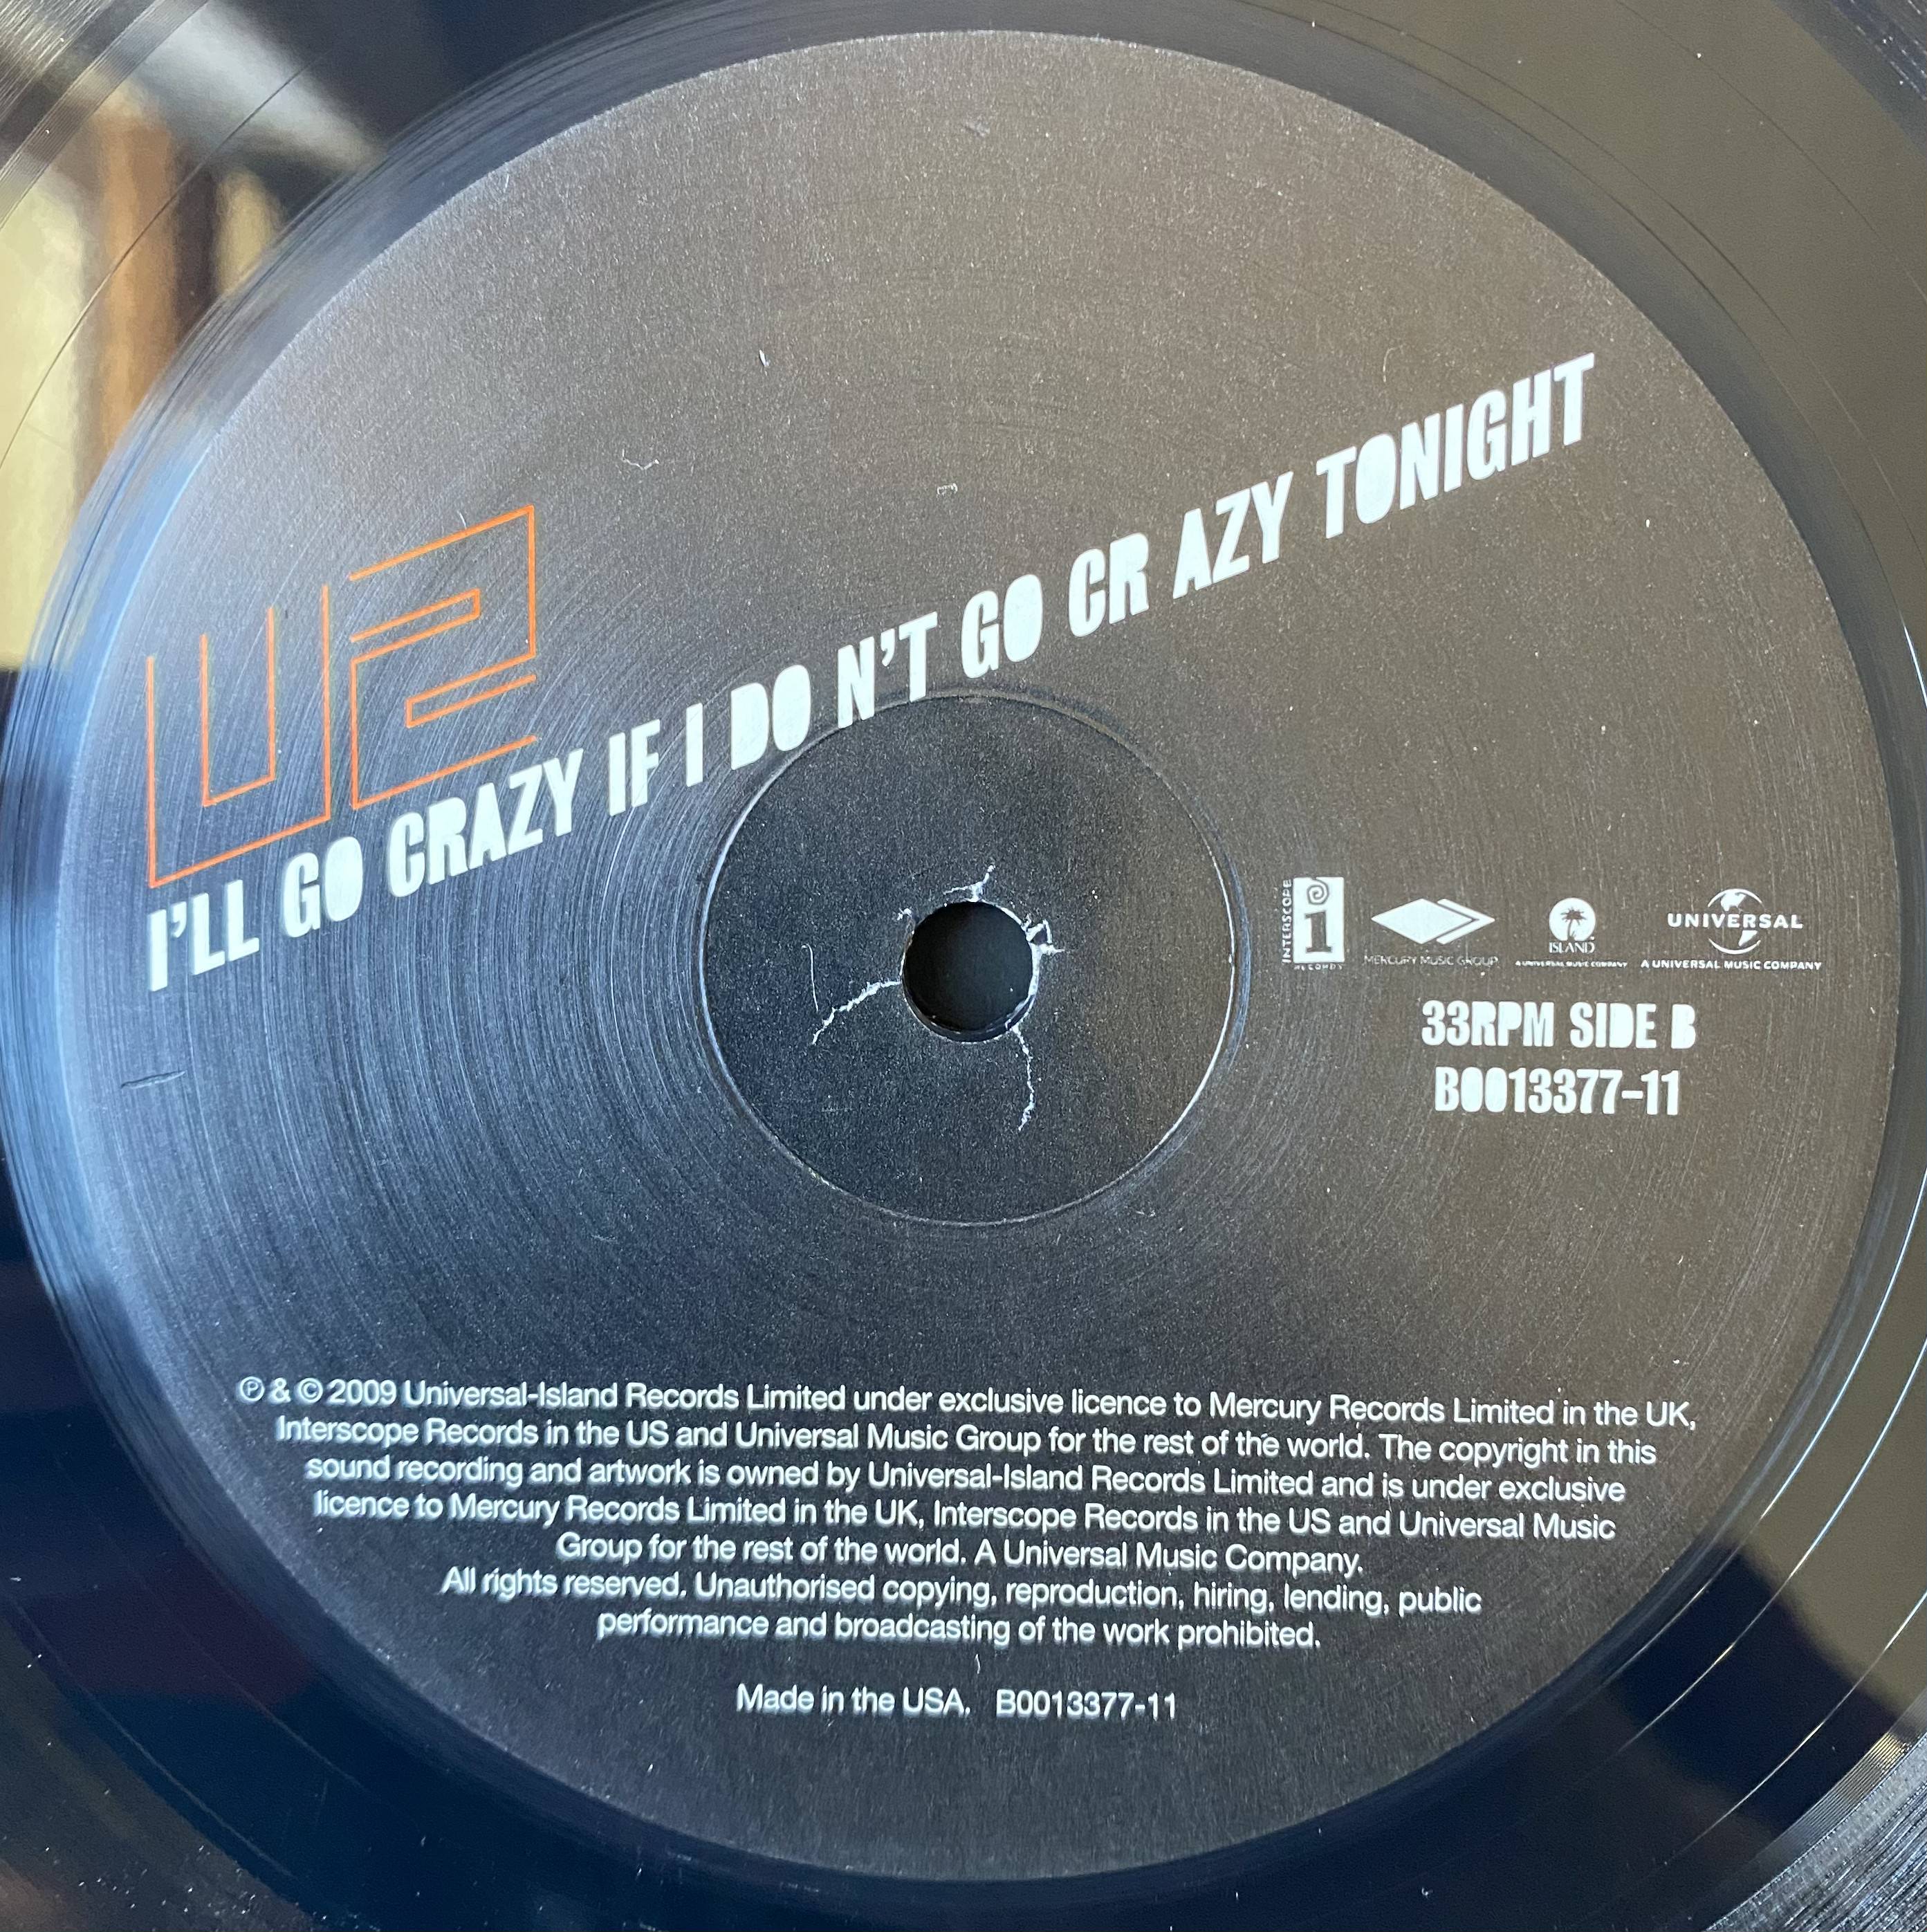 U2
I'LL GO CRAZY IF I DO N'T GO CR AZY TONIGHT
INTERSCOPE
RECORDS
MERCURY MUSIC GROUP
ISLAND
A UNIVERSAL MUSIC COMPANY
UNIVERSAL
A UNIVERSAL MUSIC COMPANY
33RPM SIDE B
B0013377-11
℗ & © 2009 Universal-Island Records Limited under exclusive licence to Mercury Records Limited in the UK,
Interscope Records in the US and Universal Music Group for the rest of the world. The copyright in this
sound recording and artwork is owned by Universal-Island Records Limited and is under exclusive
licence to Mercury Records Limited in the UK, Interscope Records in the US and Universal Music
Group for the rest of the world. A Universal Music Company.
All rights reserved. Unauthorised copying, reproduction, hiring, lending, public
performance and broadcasting of the work prohibited.
Made in the USA. B0013377-11